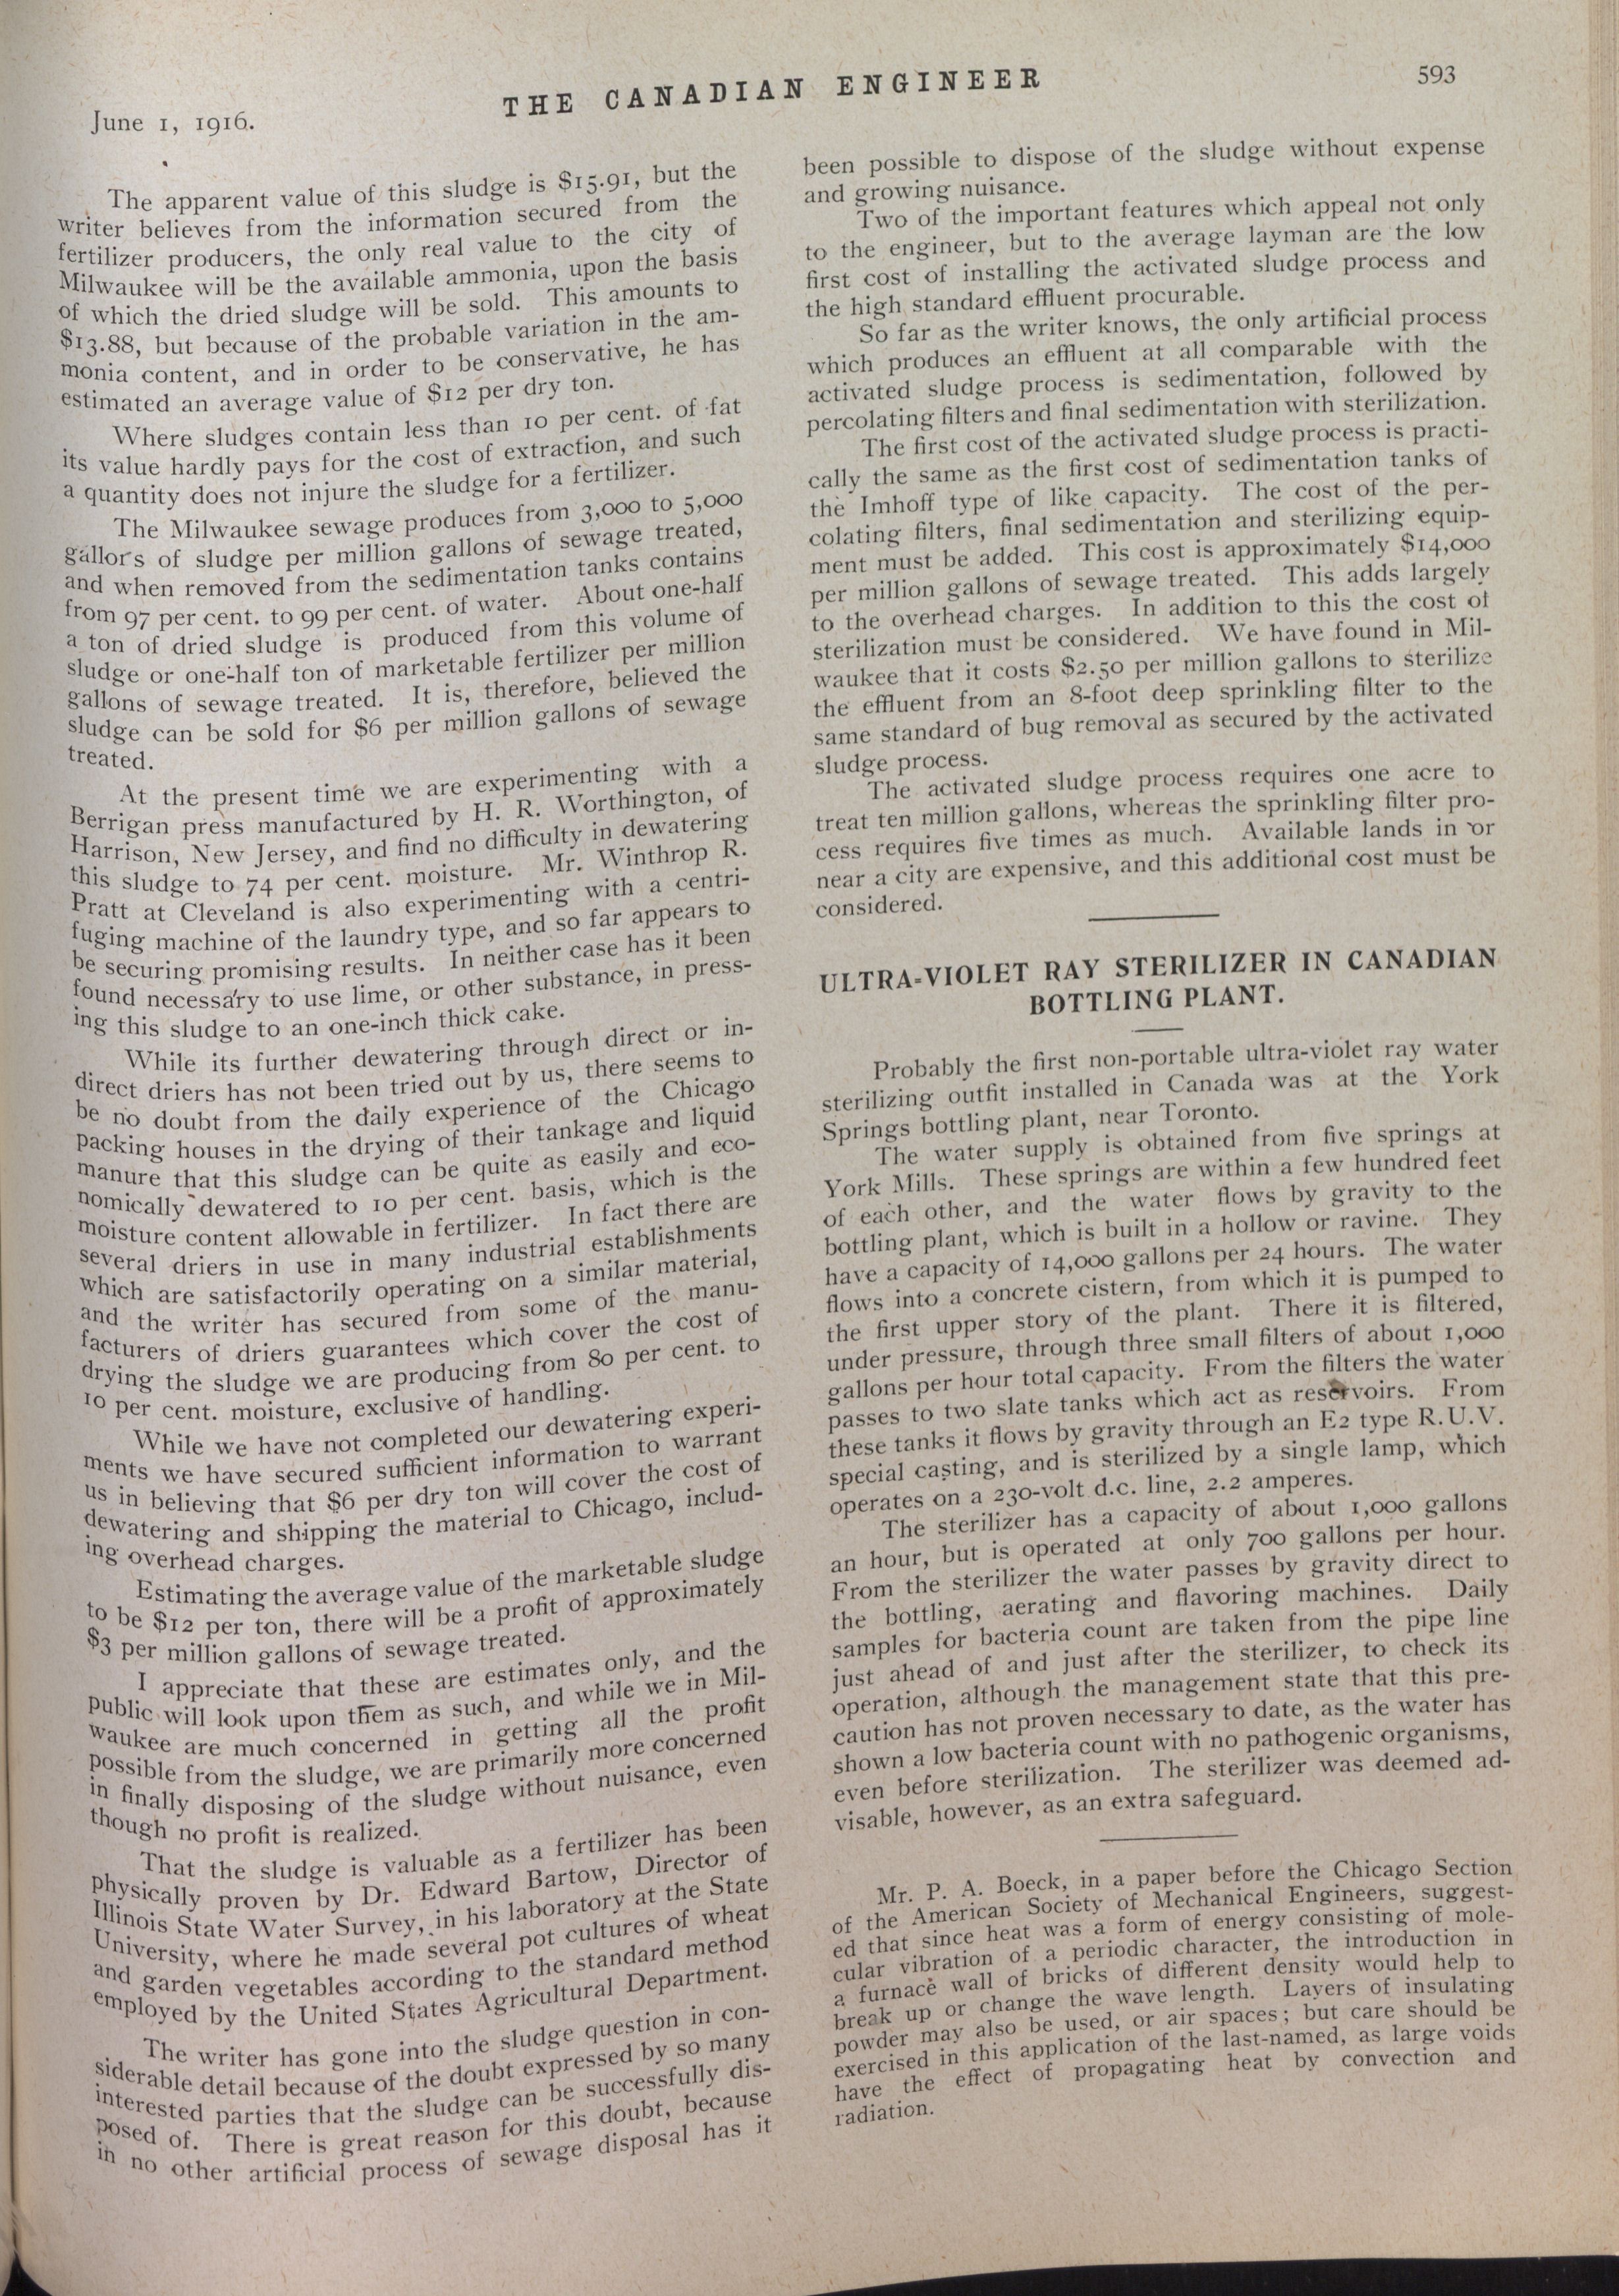 June 1, 1916.
THE CANADIAN ENGINEER
593
The apparent value of this sludge is $15.91, but the
writer believes from the information secured from the
fertilizer producers, the only real value to the city of
Milwaukee will be the available ammonia, upon the basis
of which the dried sludge will be sold. This amounts to
$13.88, but because of the probable variation in the am-
monia content, and in order to be conservative, he has
estimated an average value of $12 per dry ton.
Where sludges contain less than 10 per cent. of fat
its value hardly pays for the cost of extraction, and such
a quantity does not injure the sludge for a fertilizer.
The Milwaukee sewage produces from 3,000 to 5,000
gallors of sludge per million gallons of sewage treated,
and when removed from the sedimentation tanks contains
from 97 per cent. to 99 per cent. of water. About one-half
a ton of dried sludge is produced from this volume of
sludge or one-half ton of marketable fertilizer per million
gallons of sewage treated. It is, therefore, believed the
sludge can be sold for $6 per million gallons of sewage
treated.
At the present time we are experimenting with a
Berrigan press manufactured by H. R. Worthington, of
Harrison, New Jersey, and find no difficulty in dewatering
this sludge to 74 per cent. moisture. Mr. Winthrop R.
Pratt at Cleveland is also experimenting with a centri-
fuging machine of the laundry type, and so far appears to
be securing promising results. In neither case has it been
found necessary to use lime, or other substance, in press-
ing this sludge to an one-inch thick cake.
While its further dewatering through direct or in-
direct driers has not been tried out by us, there seems to
be no doubt from the daily experience of the Chicago
packing houses in the drying of their tankage and liquid
manure that this sludge can be quite as easily and eco-
nomically dewatered to 10 per cent. basis, which is the
moisture content allowable in fertilizer. In fact there are
several driers in use in many industrial establishments
which are satisfactorily operating on a similar material,
and the writer has secured from some of the manu-
facturers of driers guarantees which cover the cost of
drying the sludge we are producing from 80 per cent. to
10 per cent. moisture, exclusive of handling.
While we have not completed our dewatering experi-
ments we have secured sufficient information to warrant
us in believing that $6 per dry ton will cover the cost of
dewatering and shipping the material to Chicago, includ-
ing overhead charges.
Estimating the average value of the marketable sludge
to be $12 per ton, there will be a profit of approximately
$3 per million gallons of sewage treated.
I appreciate that these are estimates only, and the
public will look upon them as such, and while we in Mil-
waukee are much concerned in getting all the profit
possible from the sludge, we are primarily more concerned
in finally disposing of the sludge without nuisance, even
though no profit is realized.
That the sludge is valuable as a fertilizer has been
physically proven by Dr. Edward Bartow, Director of
Illinois State Water Survey, in his laboratory at the State
University, where he made several pot cultures of wheat
and garden vegetables according to the standard method
employed by the United States Agricultural Department.
The writer has gone into the sludge question in con-
siderable detail because of the doubt expressed by so many
interested parties that the sludge can be successfully dis-
posed of. There is great reason for this doubt, because
in no other artificial process of sewage disposal has it
been possible to dispose of the sludge without expense
and growing nuisance.
Two of the important features which appeal not only
to the engineer, but to the average layman are the low
first cost of installing the activated sludge process and
the high standard effluent procurable.
So far as the writer knows, the only artificial process
which produces an effluent at all comparable with the
activated sludge process is sedimentation, followed by
percolating filters and final sedimentation with sterilization.
The first cost of the activated sludge process is practi-
cally the same as the first cost of sedimentation tanks of
the Imhoff type of like capacity. The cost of the per-
colating filters, final sedimentation and sterilizing equip-
ment must be added. This cost is approximately $14,000
per million gallons of sewage treated. This adds largely
to the overhead charges. In addition to this the cost of
sterilization must be considered. We have found in Mil-
waukee that it costs $2.50 per million gallons to sterilize
the effluent from an 8-foot deep sprinkling filter to the
same standard of bug removal as secured by the activated
sludge process.
The activated sludge process requires one acre to
treat ten million gallons, whereas the sprinkling filter pro-
cess requires five times as much. Available lands in or
near a city are expensive, and this additional cost must be
considered.
ULTRA-VIOLET RAY STERILIZER IN CANADIAN
BOTTLING PLANT.
Probably the first non-portable ultra-violet ray water
sterilizing outfit installed in Canada was at the York
Springs bottling plant, near Toronto.
The water supply is obtained from five springs at
York Mills. These springs are within a few hundred feet
of each other, and the water flows by gravity to the
bottling plant, which is built in a hollow or ravine. They
have a capacity of 14,000 gallons per 24 hours. The water
flows into a concrete cistern, from which it is pumped to
the first upper story of the plant. There it is filtered,
under pressure, through three small filters of about 1,000
gallons per hour total capacity. From the filters the water
passes to two slate tanks which act as reservoirs. From
these tanks it flows by gravity through an E2 type R.U.V.
special casting, and is sterilized by a single lamp, which
operates on a 230-volt d.c. line, 2.2 amperes.
The sterilizer has a capacity of about 1,000 gallons
an hour, but is operated at only 700 gallons per hour.
From the sterilizer the water passes by gravity direct to
the bottling, aerating and flavoring machines. Daily
samples for bacteria count are taken from the pipe line
just ahead of and just after the sterilizer, to check its
operation, although the management state that this pre-
caution has not proven necessary to date, as the water has
shown a low bacteria count with no pathogenic organisms,
even before sterilization. The sterilizer was deemed ad-
visable, however, as an extra safeguard.
Mr. P. A. Boeck, in a paper before the Chicago Section
of the American Society of Mechanical Engineers, suggest-
ed that since heat was a form of energy consisting of mole-
cular vibration of a periodic character, the introduction in
a furnace wall of bricks of different density would help to
break up or change the wave length. Layers of insulating
powder may also be used, or air spaces; but care should be
exercised in this application of the last-named, as large voids
have the effect of propagating heat by convection and
radiation.